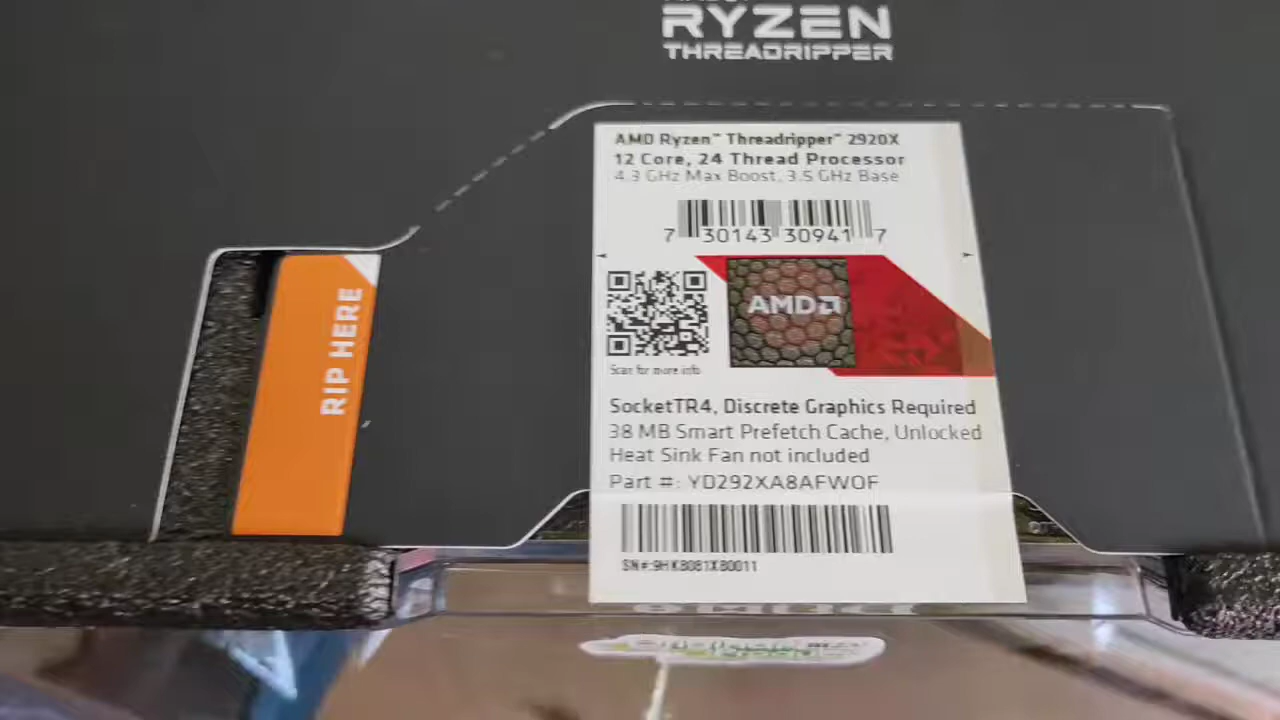 RYZEN
THREADRIPPER
AMD Ryzen™ Threadripper™ 2920X
12 Core, 24 Thread Processor
4.3 GHz Max Boost, 3.5 GHz Base
7 30143 30941 7
AMD
Scan for more info
RIP HERE
SocketTR4, Discrete Graphics Required
38 MB Smart Prefetch Cache, Unlocked
Heat Sink Fan not included
Part #: YD292XA8AFWOF
SN#:9HK8081X80011